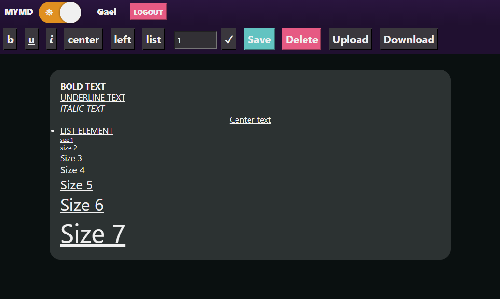 MYMD Gael LOGOUT
b u i center left list 1 ✓ Save Delete Upload Download
BOLD TEXT
UNDERLINE TEXT
ITALIC TEXT
Center text
LIST ELEMENT
size 1
size 2
Size 3
Size 4
Size 5
Size 6
Size 7